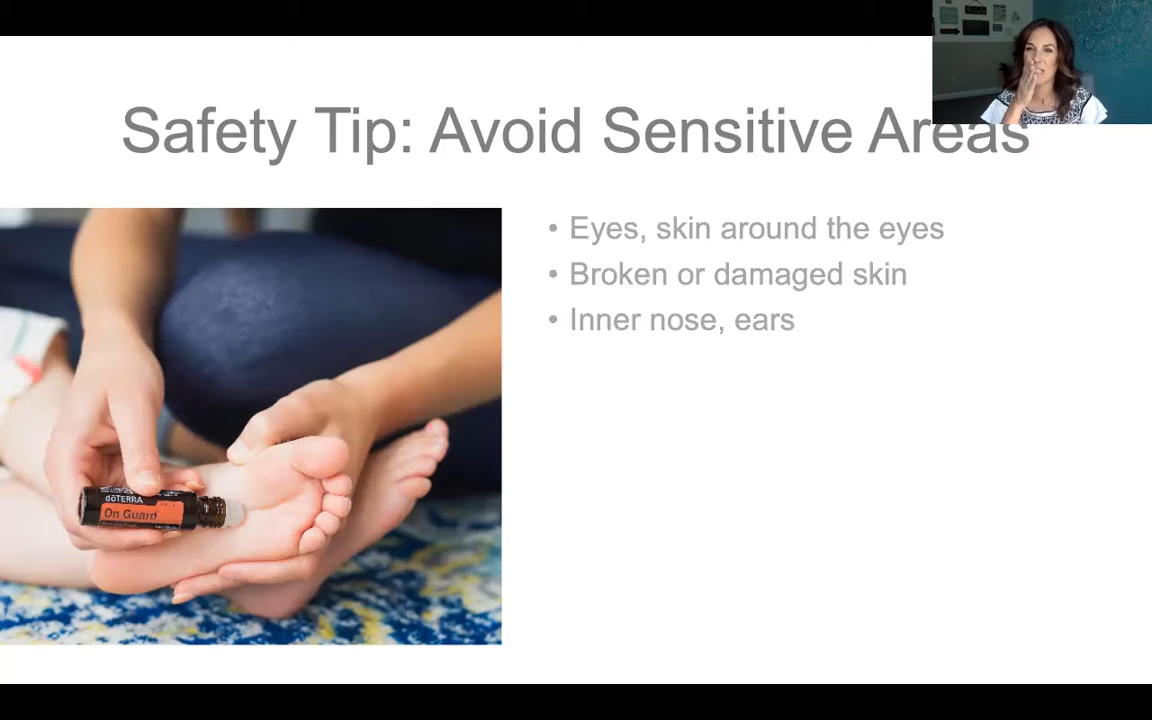 Safety Tip: Avoid Sensitive Areas
• Eyes, skin around the eyes
• Broken or damaged skin
• Inner nose, ears
dōTERRA
On Guard